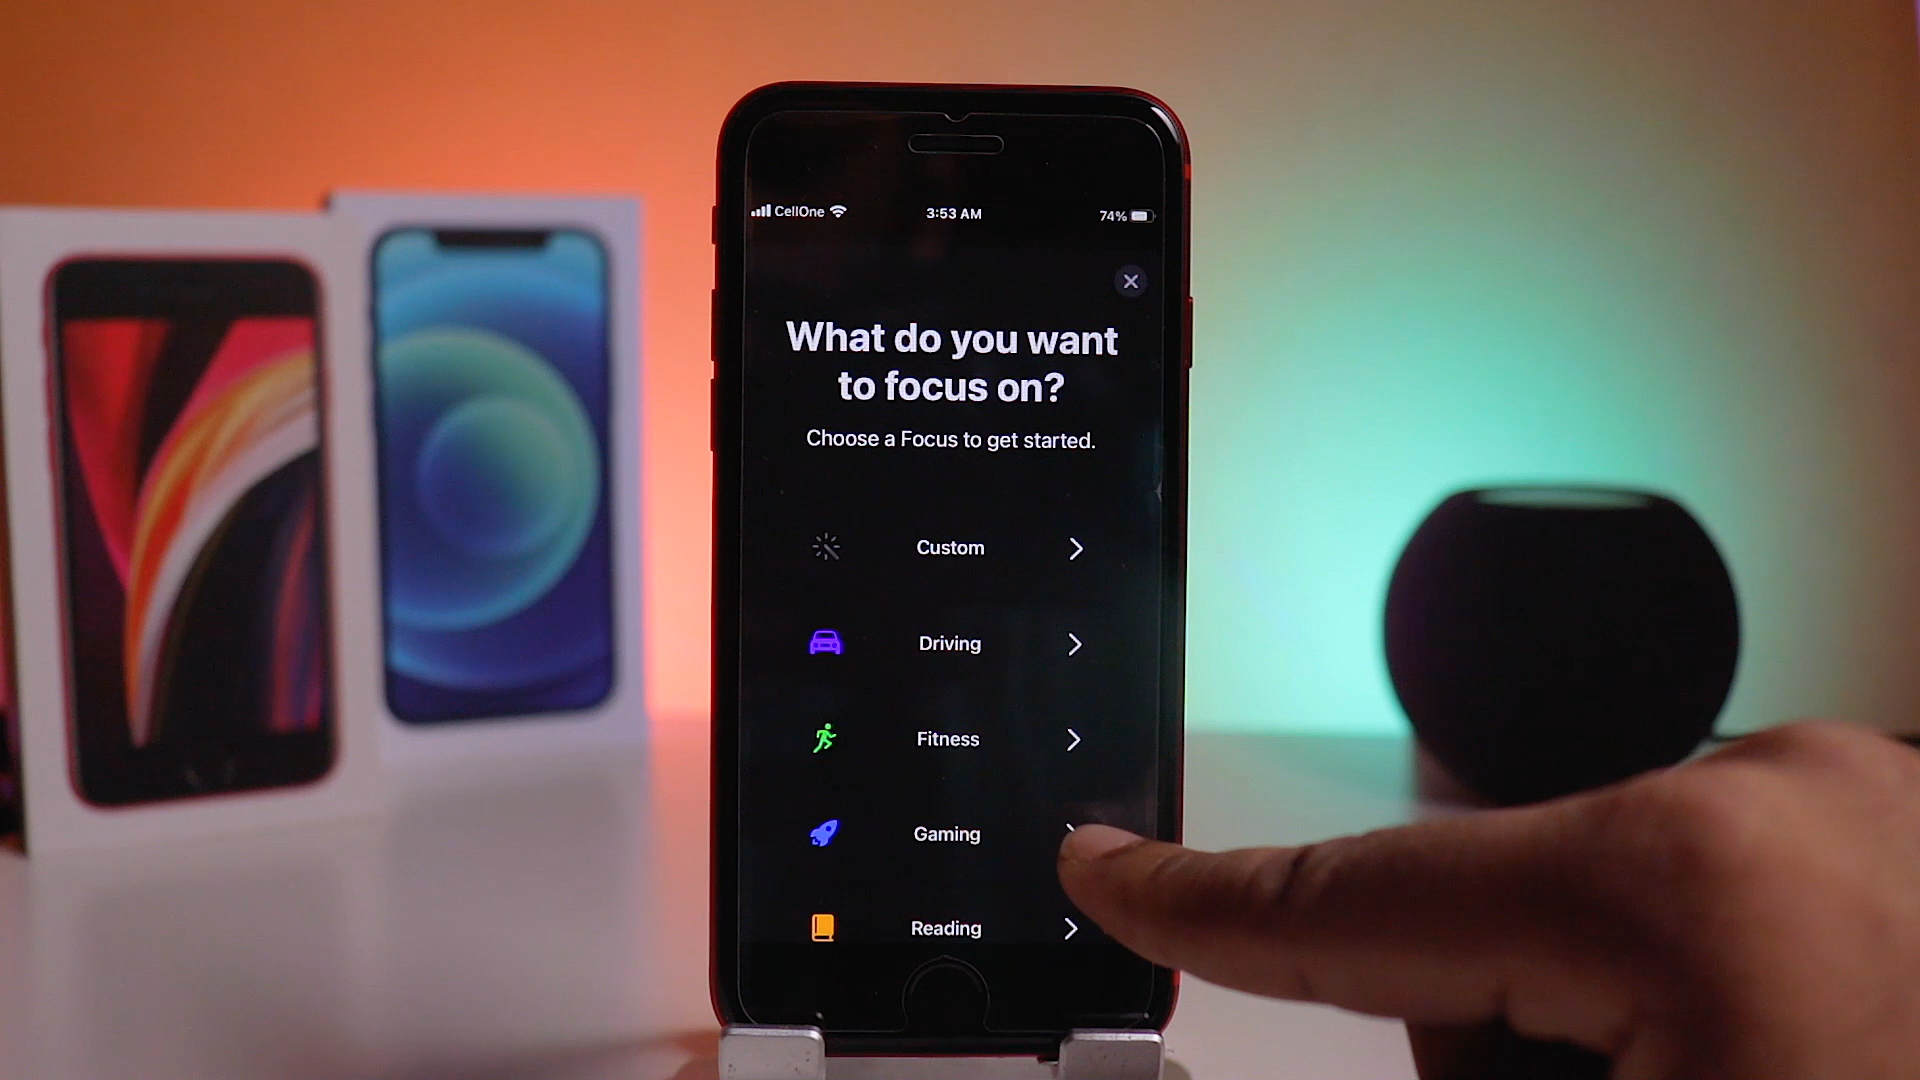 CellOne 3:53 AM 74%
What do you want
to focus on?
Choose a Focus to get started.
Custom
Driving
Fitness
Gaming
Reading